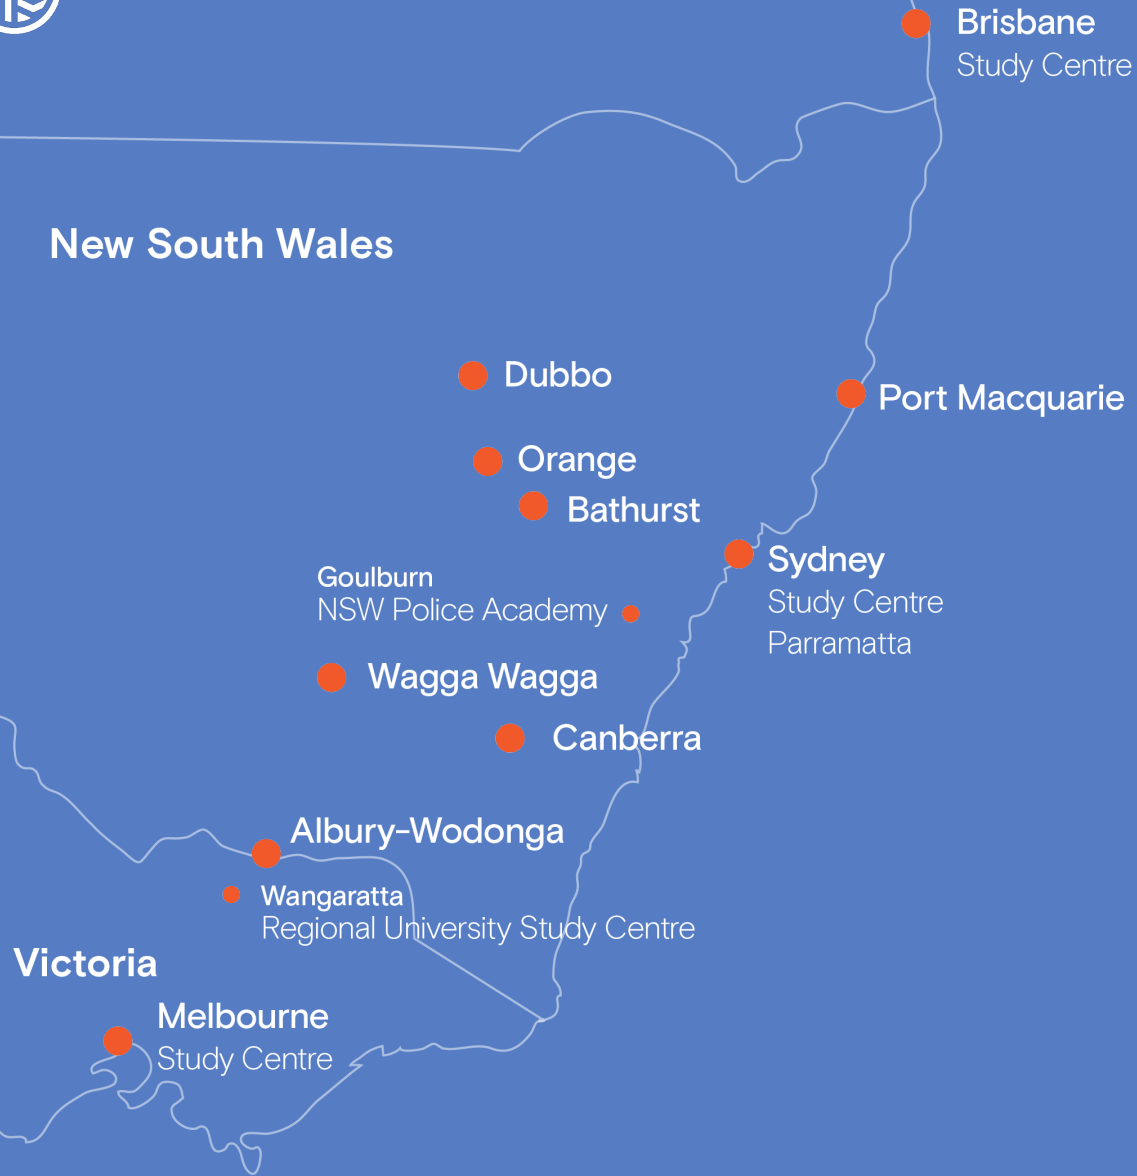 Brisbane
Study Centre
New South Wales
Dubbo
Port Macquarie
Orange
Bathurst
Sydney
Study Centre
Parramatta
Goulburn
NSW Police Academy
Wagga Wagga
Canberra
Albury-Wodonga
Wangaratta
Regional University Study Centre
Victoria
Melbourne
Study Centre